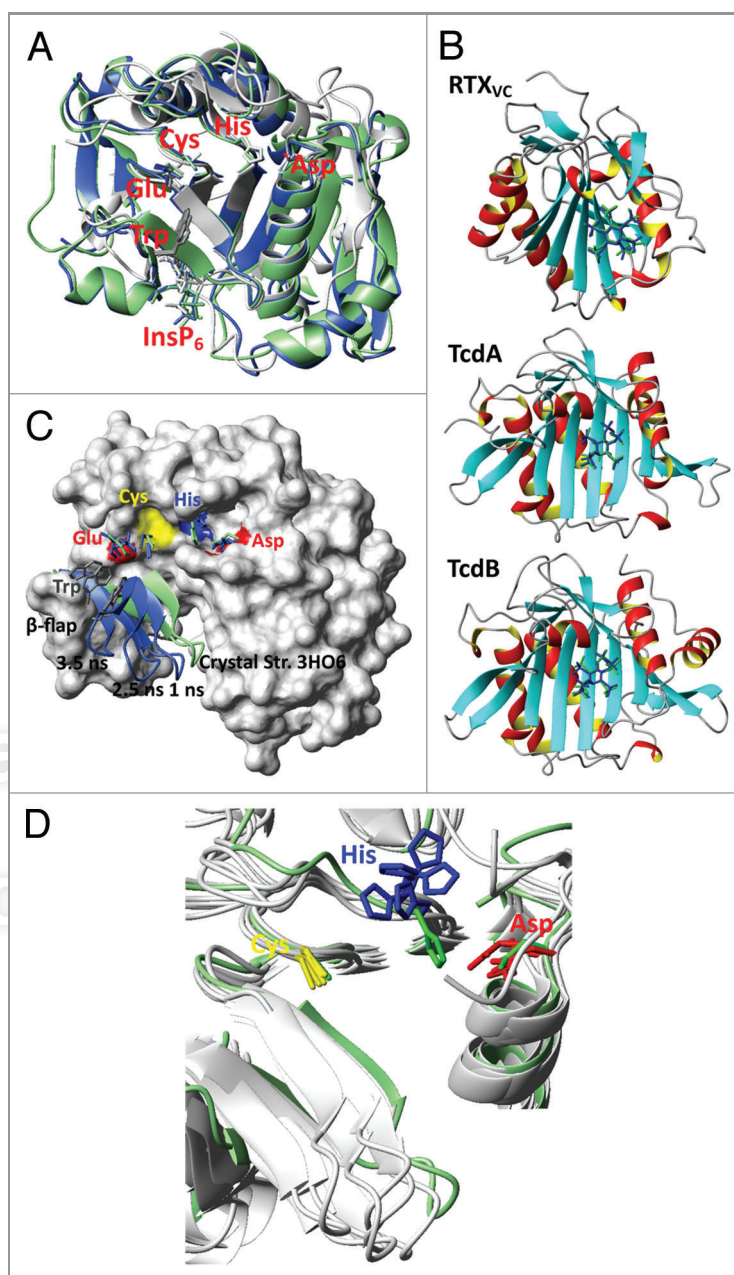 A
His
Cys
Asp
Glu
Trp
InsP₆
B
RTX_VC
TcdA
TcdB
C
Cys
His
Glu
Asp
Trp
β-flap
Crystal Str. 3HO6
3.5 ns
2.5 ns 1 ns
D
His
Cys
Asp